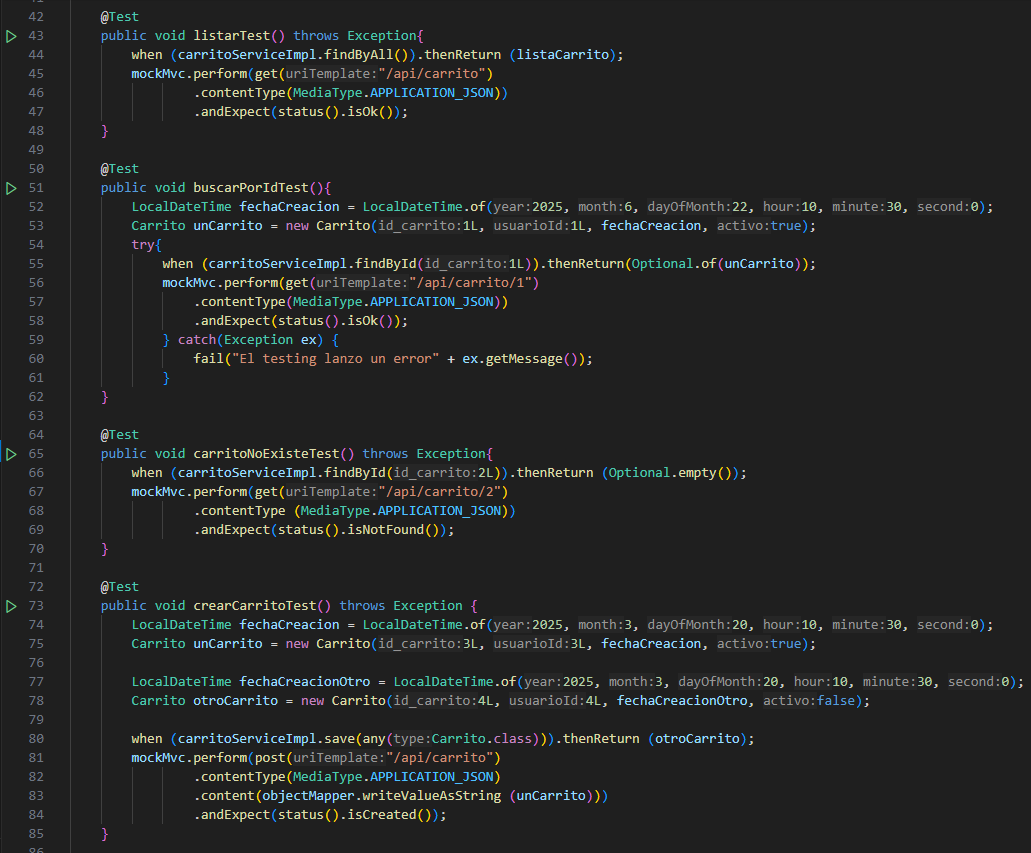 42 @Test
43 public void listarTest() throws Exception{
44 when (carritoServiceImpl.findByAll()).thenReturn (listaCarrito);
45 mockMvc.perform(get(uriTemplate:"/api/carrito")
46 .contentType(MediaType.APPLICATION_JSON))
47 .andExpect(status().isOk());
48 }
49
50 @Test
51 public void buscarPorIdTest(){
52 LocalDateTime fechaCreacion = LocalDateTime.of(year:2025, month:6, dayOfMonth:22, hour:10, minute:30, second:0);
53 Carrito unCarrito = new Carrito(id_carrito:1L, usuarioId:1L, fechaCreacion, activo:true);
54 try{
55 when (carritoServiceImpl.findById(id_carrito:1L)).thenReturn(Optional.of(unCarrito));
56 mockMvc.perform(get(uriTemplate:"/api/carrito/1")
57 .contentType(MediaType.APPLICATION_JSON))
58 .andExpect(status().isOk());
59 } catch(Exception ex) {
60 fail("El testing lanzo un error" + ex.getMessage());
61 }
62 }
63
64 @Test
65 public void carritoNoExisteTest() throws Exception{
66 when (carritoServiceImpl.findById(id_carrito:2L)).thenReturn (Optional.empty());
67 mockMvc.perform(get(uriTemplate:"/api/carrito/2")
68 .contentType (MediaType.APPLICATION_JSON))
69 .andExpect(status().isNotFound());
70 }
71
72 @Test
73 public void crearCarritoTest() throws Exception {
74 LocalDateTime fechaCreacion = LocalDateTime.of(year:2025, month:3, dayOfMonth:20, hour:10, minute:30, second:0);
75 Carrito unCarrito = new Carrito(id_carrito:3L, usuarioId:3L, fechaCreacion, activo:true);
76
77 LocalDateTime fechaCreacionOtro = LocalDateTime.of(year:2025, month:3, dayOfMonth:20, hour:10, minute:30, second:0);
78 Carrito otroCarrito = new Carrito(id_carrito:4L, usuarioId:4L, fechaCreacionOtro, activo:false);
79
80 when (carritoServiceImpl.save(any(type:Carrito.class))).thenReturn (otroCarrito);
81 mockMvc.perform(post(uriTemplate:"/api/carrito")
82 .contentType(MediaType.APPLICATION_JSON)
83 .content(objectMapper.writeValueAsString (unCarrito)))
84 .andExpect(status().isCreated());
85 }